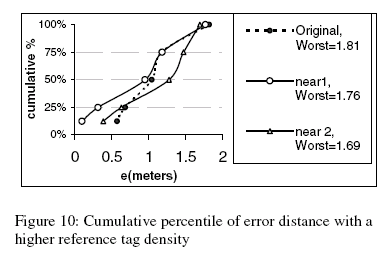 100%
75%
50%
25%
0%
cumulative %
0 0.5 1 1.5 2
e(meters)
Original,
Worst=1.81
near1,
Worst=1.76
near 2,
Worst=1.69
Figure 10: Cumulative percentile of error distance with a
higher reference tag density